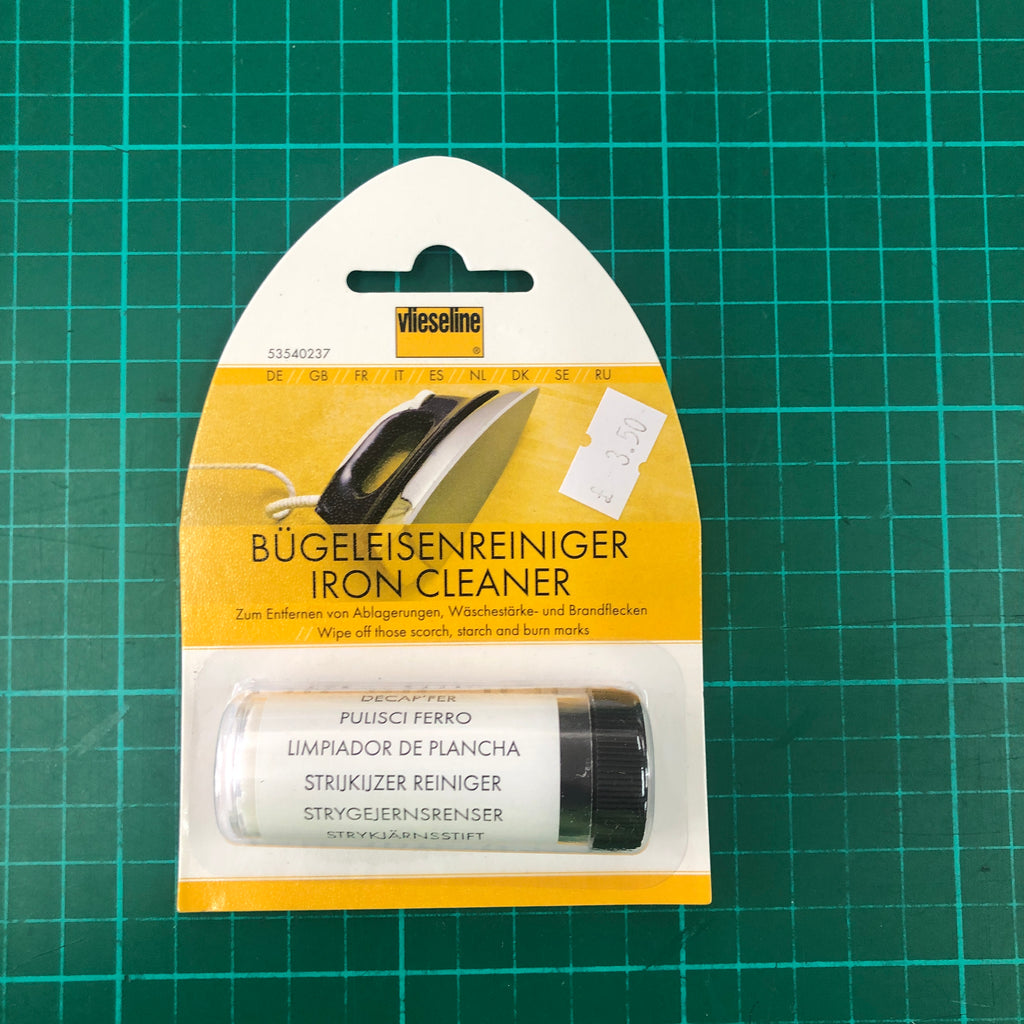 vlieseline
®
53540237
DE // GB // FR // IT // ES // NL // DK // SE // RU
£ 3.50
BÜGELEISENREINIGER
IRON CLEANER
Zum Entfernen von Ablagerungen, Wäschestärke- und Brandflecken
// Wipe off those scorch, starch and burn marks
DECAP'FER
PULISCI FERRO
LIMPIADOR DE PLANCHA
STRIJKIJZER REINIGER
STRYGEJERNSRENSER
STRYKJÄRNSSTIFT